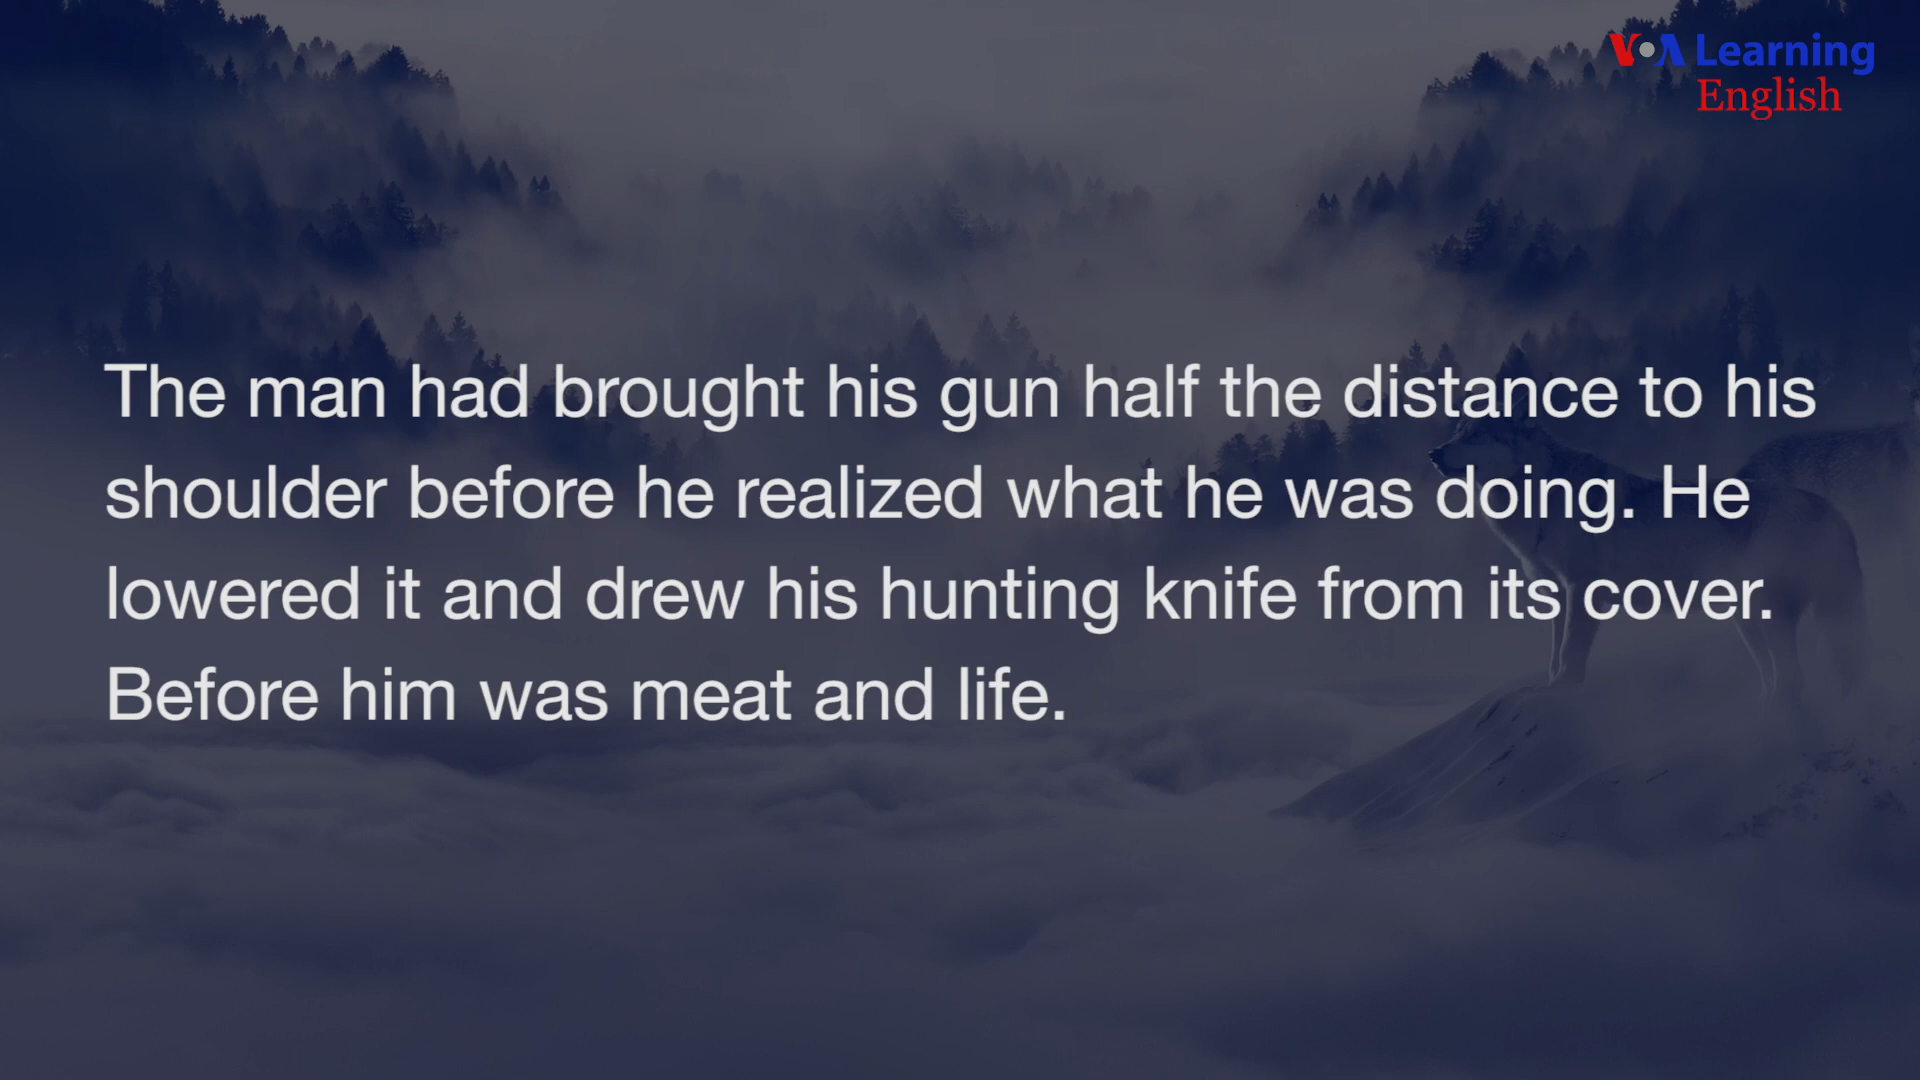 VOA Learning
English
The man had brought his gun half the distance to his
shoulder before he realized what he was doing. He
lowered it and drew his hunting knife from its cover.
Before him was meat and life.